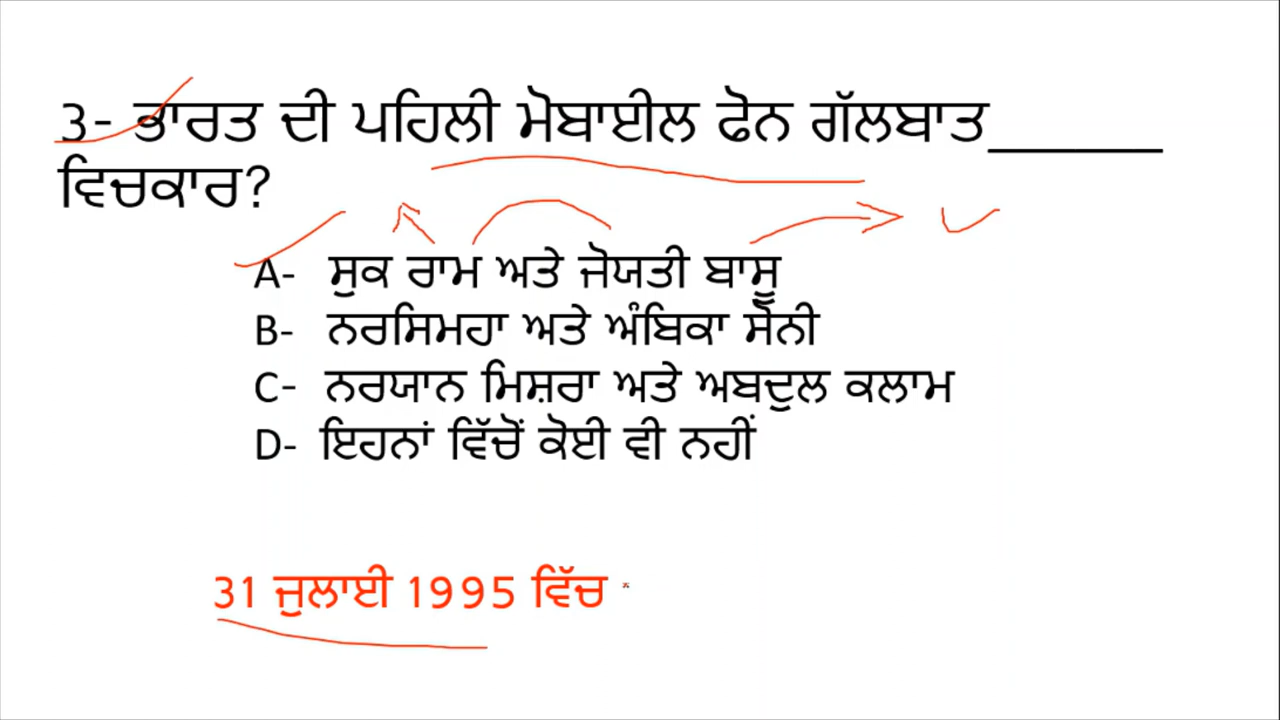 3- ਭਾਰਤ ਦੀ ਪਹਿਲੀ ਮੋਬਾਈਲ ਫੋਨ ਗੱਲਬਾਤ______
ਵਿਚਕਾਰ?
A- ਸੁਕ ਰਾਮ ਅਤੇ ਜੋਯਤੀ ਬਾਸੂ
B- ਨਰਸਿਮਹਾ ਅਤੇ ਅੰਬਿਕਾ ਸੋਨੀ
C- ਨਰਯਾਨ ਮਿਸ਼ਰਾ ਅਤੇ ਅਬਦੁਲ ਕਲਾਮ
D- ਇਹਨਾਂ ਵਿੱਚੋਂ ਕੋਈ ਵੀ ਨਹੀਂ
31 ਜੁਲਾਈ 1995 ਵਿੱਚ